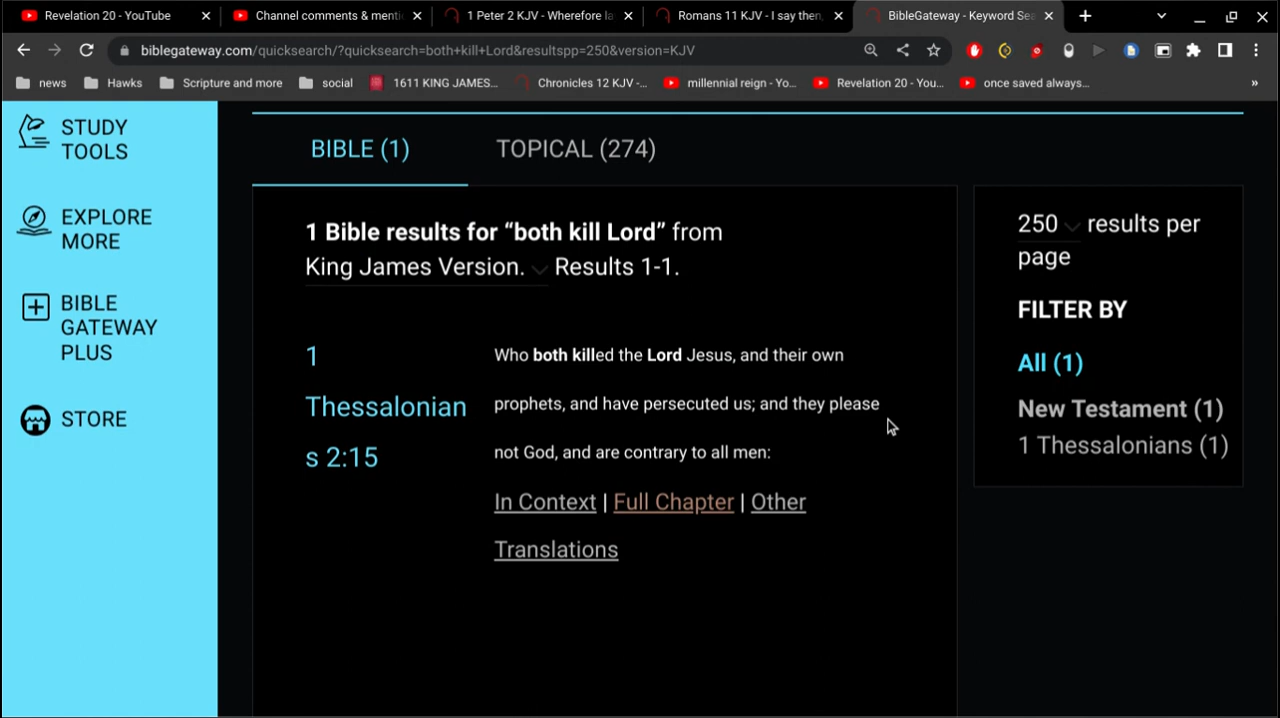 Revelation 20 - YouTube
Channel comments & menti
1 Peter 2 KJV - Wherefore la
Romans 11 KJV - I say then,
BibleGateway - Keyword Sea
biblegateway.com/quicksearch/?quicksearch=both+kill+Lord&resultspp=250&version=KJV
news
Hawks
Scripture and more
social
1611 KING JAMES...
Chronicles 12 KJV -...
millennial reign - Yo...
Revelation 20 - You...
once saved always...
»
STUDY
TOOLS
EXPLORE
MORE
BIBLE
GATEWAY
PLUS
STORE
BIBLE (1)
TOPICAL (274)
1 Bible results for “both kill Lord” from
King James Version. Results 1-1.
1
Thessalonian
s 2:15
Who both killed the Lord Jesus, and their own
prophets, and have persecuted us; and they please
not God, and are contrary to all men:
In Context | Full Chapter | Other
Translations
250 results per
page
FILTER BY
All (1)
New Testament (1)
1 Thessalonians (1)